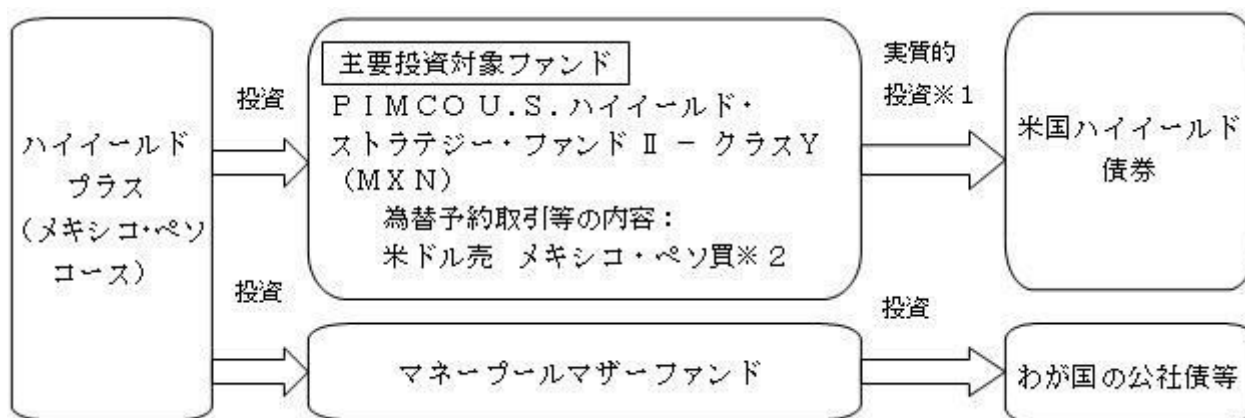 ハイイールド
プラス
(メキシコ・ペソ
コース)
投資
投資
主要投資対象ファンド
ＰＩＭＣＯ Ｕ.Ｓ.ハイイールド・
ストラテジー・ファンド Ⅱ － クラスＹ
(ＭＸＮ)
為替予約取引等の内容：
米ドル売 メキシコ・ペソ買※２
マネープールマザーファンド
実質的
投資※１
投資
米国ハイイールド
債券
わが国の公社債等